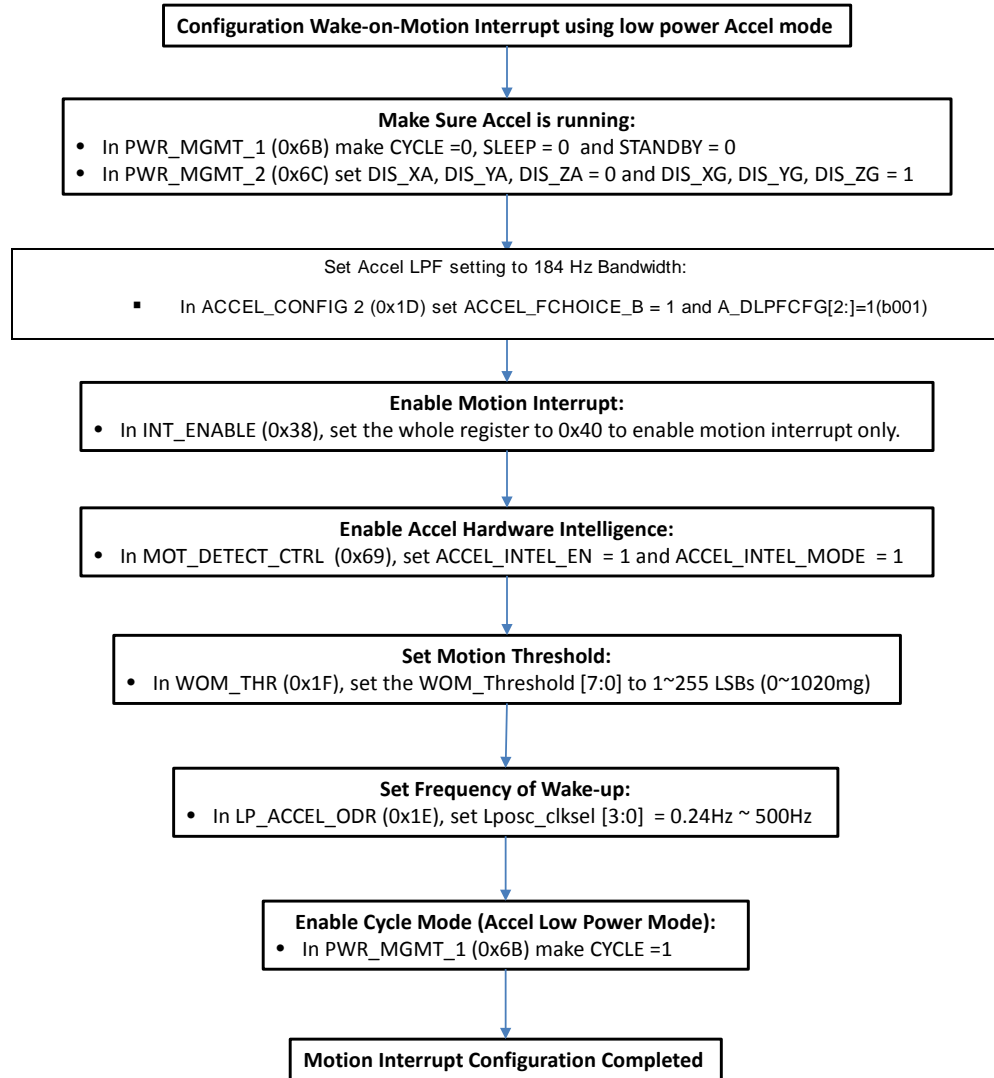 Configuration Wake-on-Motion Interrupt using low power Accel mode
Make Sure Accel is running:
• In PWR_MGMT_1 (0x6B) make CYCLE =0, SLEEP = 0 and STANDBY = 0
• In PWR_MGMT_2 (0x6C) set DIS_XA, DIS_YA, DIS_ZA = 0 and DIS_XG, DIS_YG, DIS_ZG = 1
Set Accel LPF setting to 184 Hz Bandwidth:
▪ In ACCEL_CONFIG 2 (0x1D) set ACCEL_FCHOICE_B = 1 and A_DLPFCFG[2:]=1(b001)
Enable Motion Interrupt:
• In INT_ENABLE (0x38), set the whole register to 0x40 to enable motion interrupt only.
Enable Accel Hardware Intelligence:
• In MOT_DETECT_CTRL (0x69), set ACCEL_INTEL_EN = 1 and ACCEL_INTEL_MODE = 1
Set Motion Threshold:
• In WOM_THR (0x1F), set the WOM_Threshold [7:0] to 1~255 LSBs (0~1020mg)
Set Frequency of Wake-up:
• In LP_ACCEL_ODR (0x1E), set Lposc_clksel [3:0] = 0.24Hz ~ 500Hz
Enable Cycle Mode (Accel Low Power Mode):
• In PWR_MGMT_1 (0x6B) make CYCLE =1
Motion Interrupt Configuration Completed